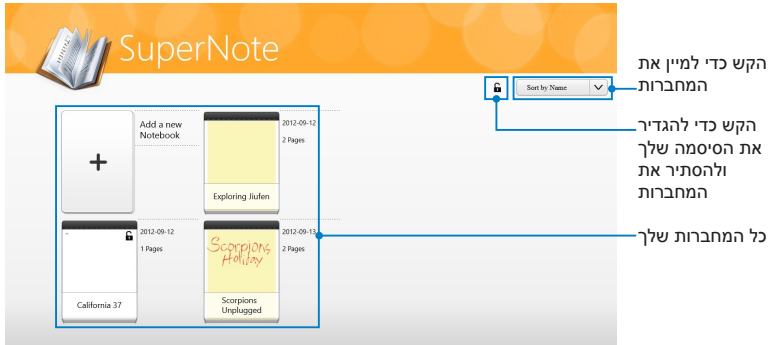 SuperNote
הקש כדי למיין את
המחברות
Sort by Name
הקש כדי להגדיר
את הסיסמה שלך
ולהסתיר את
המחברות
Add a new
Notebook
2012-09-12
2 Pages
Exploring Jiufen
2012-09-12
1 Pages
California 37
Scorpions
Holiday
2012-09-13
2 Pages
Scorpions
Unplugged
כל המחברות שלך